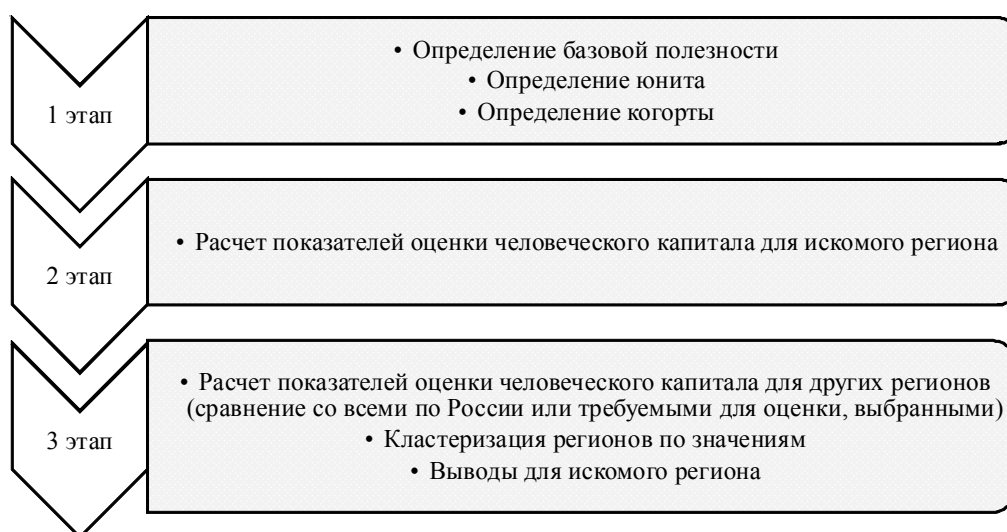 1 этап
• Определение базовой полезности
• Определение юнита
• Определение когорты
2 этап
• Расчет показателей оценки человеческого капитала для искомого региона
3 этап
• Расчет показателей оценки человеческого капитала для других регионов
(сравнение со всеми по России или требуемыми для оценки, выбранными)
• Кластеризация регионов по значениям
• Выводы для искомого региона